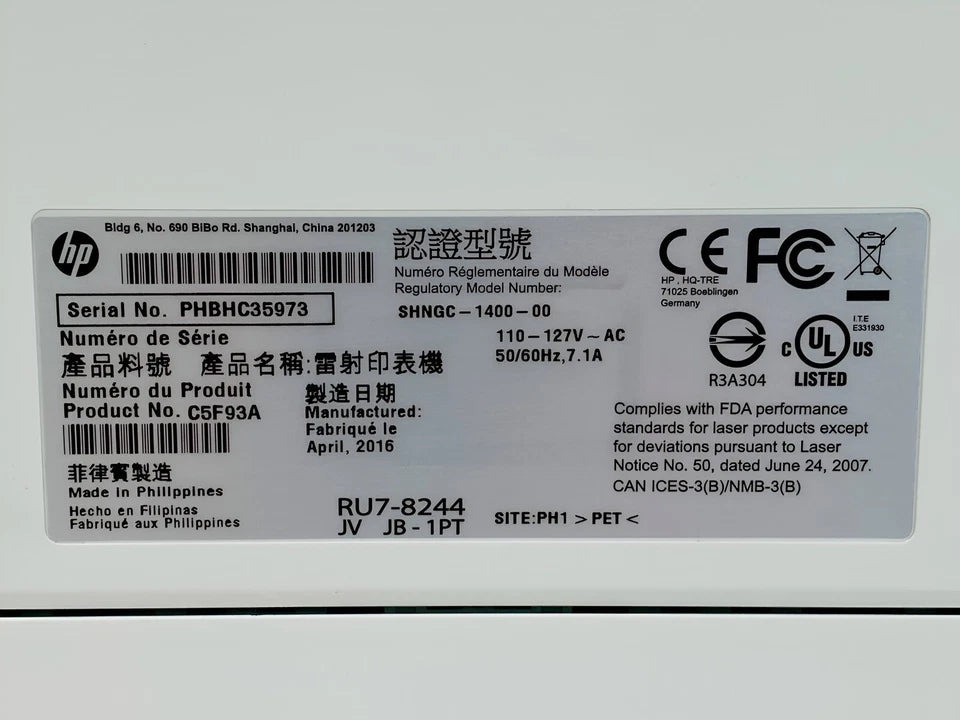 hp
Bldg 6, No. 690 BiBo Rd. Shanghai, China 201203
Serial No. PHBHC35973
Numéro de Série
產品料號 產品名稱:雷射印表機
Numéro du Produit
Product No. C5F93A
菲律賓製造
Made in Philippines
Hecho en Filipinas
Fabriqué aux Philippines
製造日期
Manufactured:
Fabriqué le
April, 2016
RU7-8244
JV JB-1PT
認證型號
Numéro Réglementaire du Modèle
Regulatory Model Number:
SHNGC-1400-00
110-127V~AC
50/60Hz,7.1A
SITE:PH1 >PET<
CE FC
HP, HQ-TRE
71025 Boeblingen
Germany
R3A304
C UL US
LISTED
I.T.E
E331930
Complies with FDA performance
standards for laser products except
for deviations pursuant to Laser
Notice No. 50, dated June 24, 2007.
CAN ICES-3(B)/NMB-3(B)